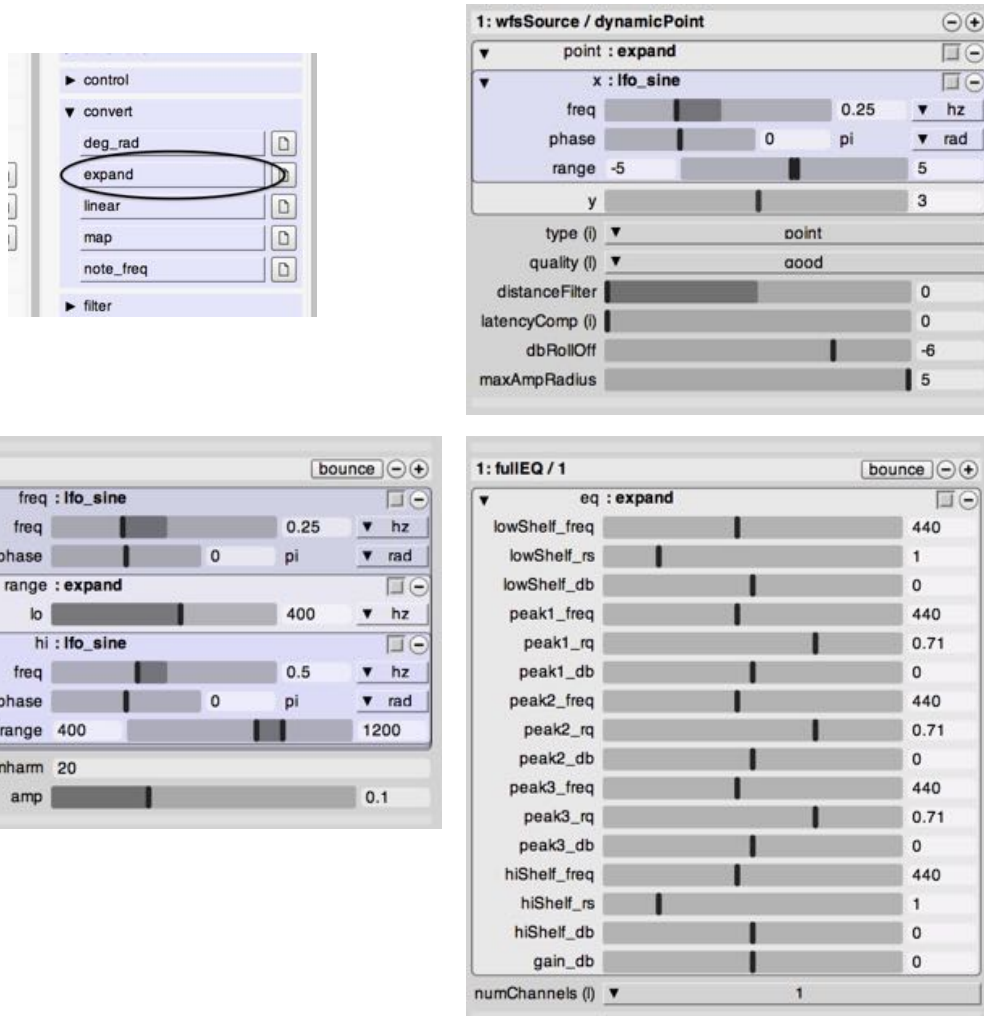 ▶ control
▼ convert
deg_rad
expand
linear
map
note_freq
▶ filter
1: wfsSource / dynamicPoint
▼ point : expand
▼ x : lfo_sine
freq 0.25 ▼ hz
phase 0 pi ▼ rad
range -5 5
y 3
type (i) ▼ point
quality (i) ▼ good
distanceFilter 0
latencyComp (i) 0
dbRollOff -6
maxAmpRadius 5
bounce
freq : lfo_sine
freq 0.25 ▼ hz
phase 0 pi ▼ rad
range : expand
lo 400 ▼ hz
hi : lfo_sine
freq 0.5 ▼ hz
phase 0 pi ▼ rad
range 400 1200
nharm 20
amp 0.1
1: fullEQ / 1 bounce
▼ eq : expand
lowShelf_freq 440
lowShelf_rs 1
lowShelf_db 0
peak1_freq 440
peak1_rq 0.71
peak1_db 0
peak2_freq 440
peak2_rq 0.71
peak2_db 0
peak3_freq 440
peak3_rq 0.71
peak3_db 0
hiShelf_freq 440
hiShelf_rs 1
hiShelf_db 0
gain_db 0
numChannels (i) ▼ 1